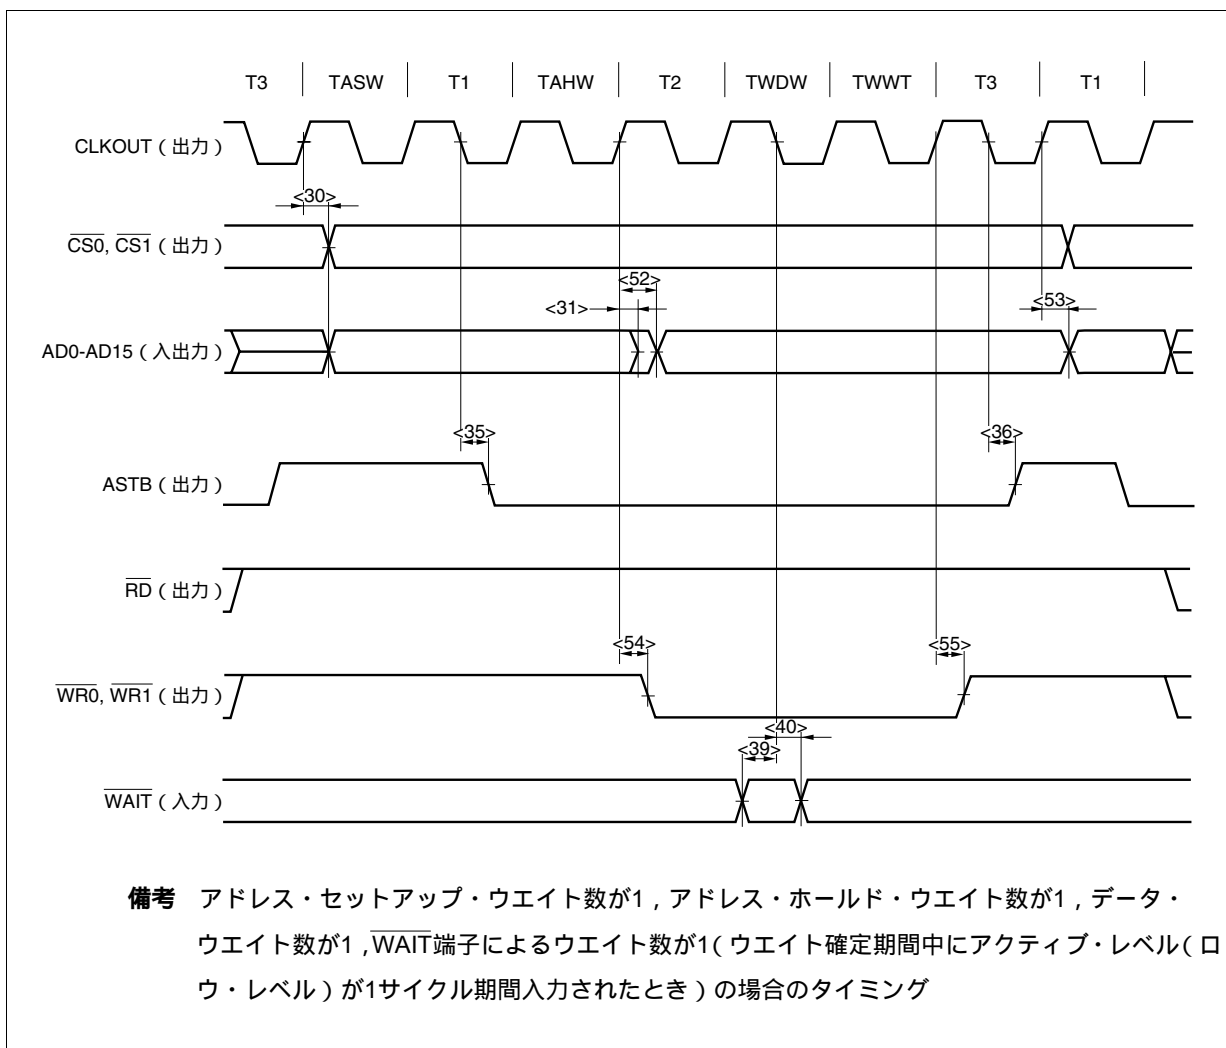 T3 TASW T1 TAHW T2 TWDW TWWT T3 T1
CLKOUT（出力）
<30>
CS0, CS1（出力）
<52>
<31>
<53>
AD0-AD15（入出力）
<35>
<36>
ASTB（出力）
RD（出力）
<54>
<55>
WR0, WR1（出力）
<40>
<39>
WAIT（入力）
備考 アドレス・セットアップ・ウエイト数が1，アドレス・ホールド・ウエイト数が1，データ・
ウエイト数が1，WAIT端子によるウエイト数が1（ウエイト確定期間中にアクティブ・レベル（ロ
ウ・レベル）が1サイクル期間入力されたとき）の場合のタイミング